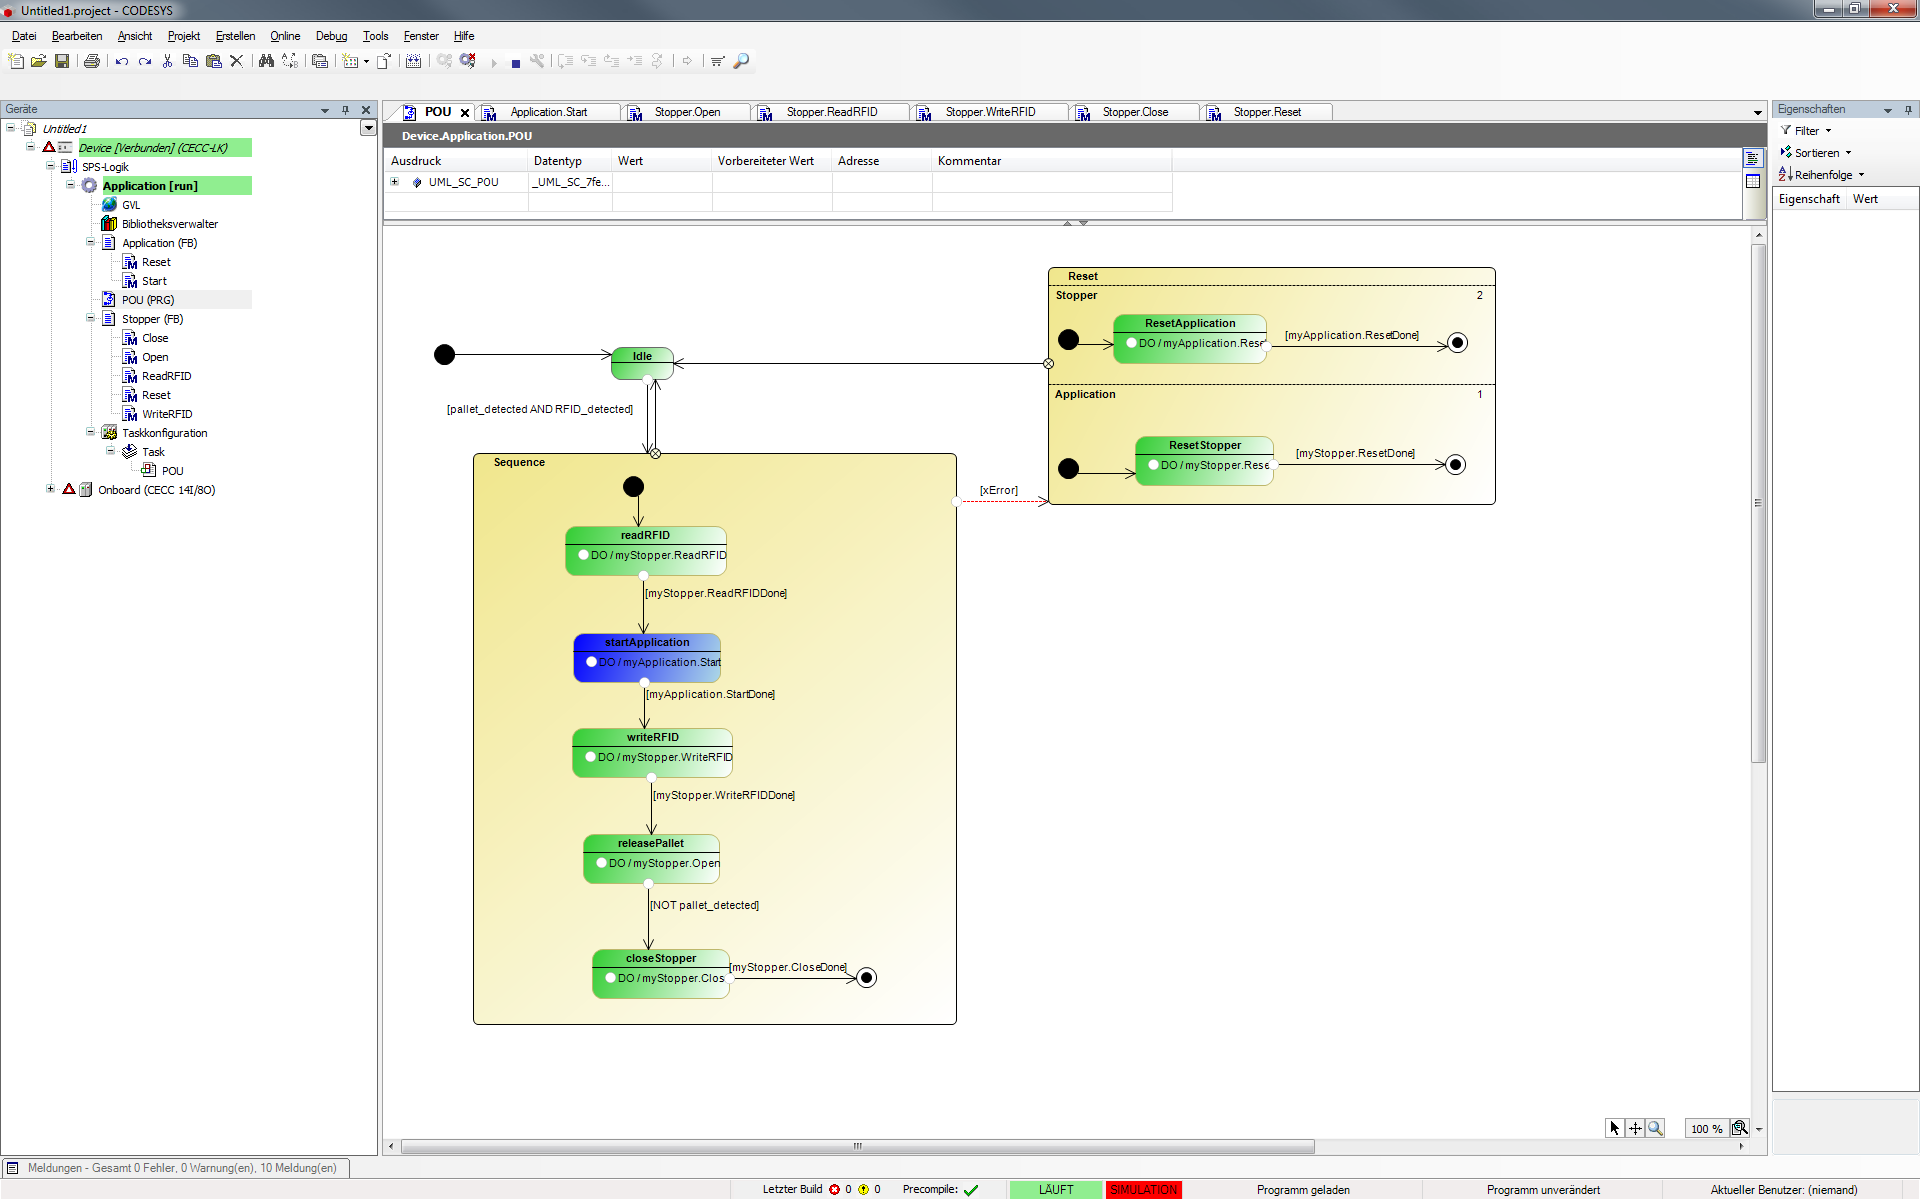 Untitled1.project - CODESYS
Datei Bearbeiten Ansicht Projekt Erstellen Online Debug Tools Fenster Hilfe
Geräte
Untitled1
Device [Verbunden] (CECC-LK)
SPS-Logik
Application [run]
GVL
Bibliotheksverwalter
Application (FB)
Reset
Start
POU (PRG)
Stopper (FB)
Close
Open
ReadRFID
Reset
WriteRFID
Taskkonfiguration
Task
POU
Onboard (CECC 14I/8O)
POU Application.Start Stopper.Open Stopper.ReadRFID Stopper.WriteRFID Stopper.Close Stopper.Reset
Device.Application.POU
Ausdruck Datentyp Wert Vorbereiteter Wert Adresse Kommentar
UML_SC_POU _UML_SC_7fe...
Idle
[pallet_detected AND RFID_detected]
Reset
Stopper 2
ResetApplication
DO / myApplication.Rese
[myApplication.ResetDone]
Application 1
ResetStopper
DO / myStopper.Rese
[myStopper.ResetDone]
[xError]
Sequence
readRFID
DO / myStopper.ReadRFID
[myStopper.ReadRFIDDone]
startApplication
DO / myApplication.Start
[myApplication.StartDone]
writeRFID
DO / myStopper.WriteRFID
[myStopper.WriteRFIDDone]
releasePallet
DO / myStopper.Open
[NOT pallet_detected]
closeStopper
DO / myStopper.Clos
[myStopper.CloseDone]
100 %
Eigenschaften
Filter
Sortieren
Reihenfolge
Eigenschaft Wert
Meldungen - Gesamt 0 Fehler, 0 Warnung(en), 10 Meldung(en)
Letzter Build 0 0 Precompile: LÄUFT SIMULATION Programm geladen Programm unverändert Aktueller Benutzer: (niemand)